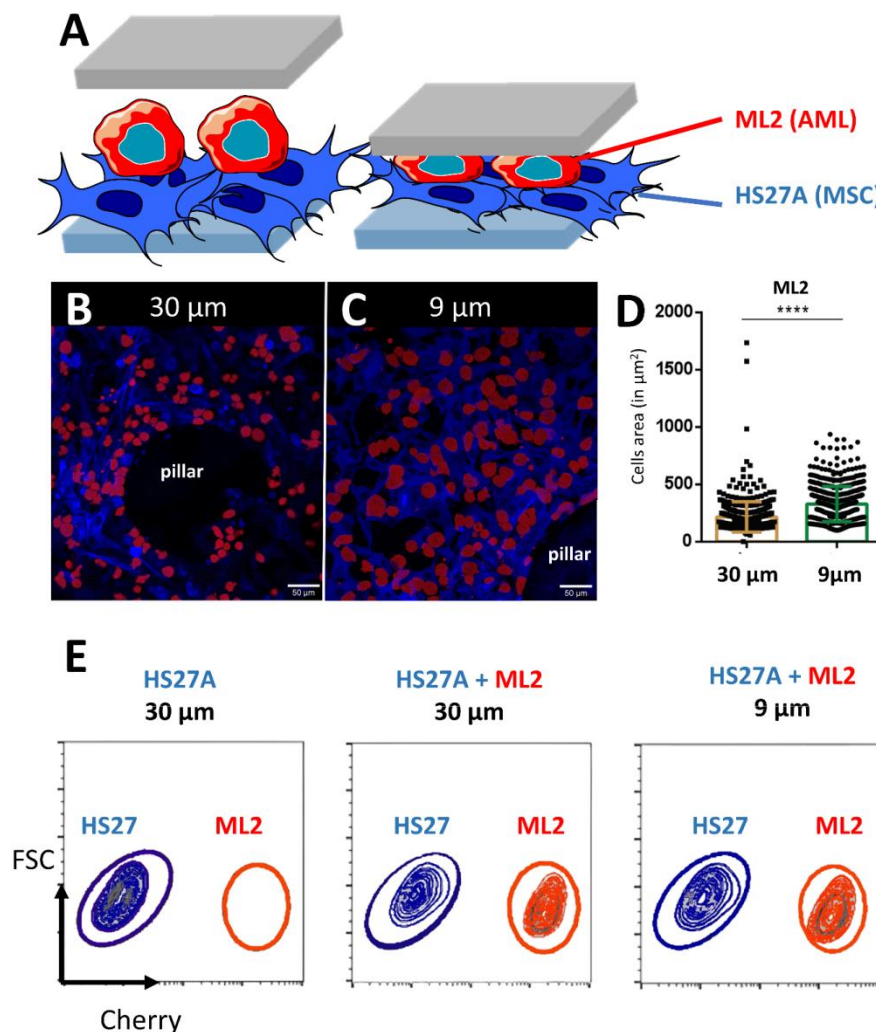 A
ML2 (AML)
HS27A (MSC)
B
30 µm
C
9 µm
pillar
50 µm
pillar
50 µm
D
ML2
****
Cells area (in µm²)
2000
1500
1000
500
0
30 µm
9µm
E
HS27A
30 µm
HS27A + ML2
30 µm
HS27A + ML2
9 µm
HS27
ML2
HS27
ML2
HS27
ML2
FSC
Cherry